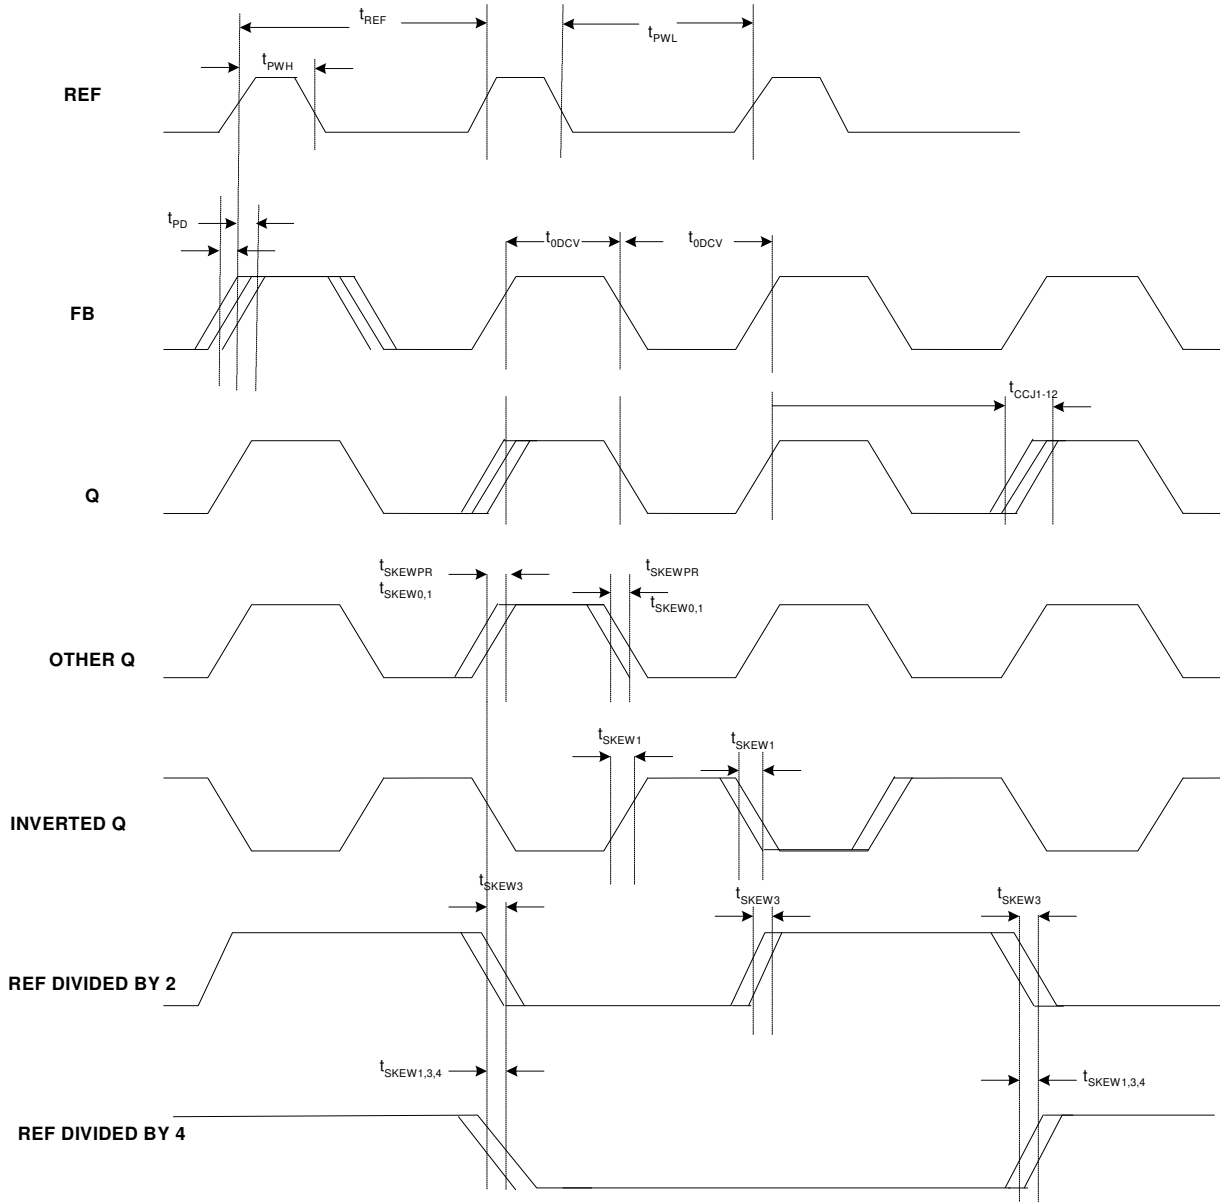 tREF
tPWL
tPWH
REF
tPD
t0DCV
t0DCV
FB
tCCJ1-12
Q
tSKEWPR
tSKEW0,1
tSKEWPR
tSKEW0,1
OTHER Q
tSKEW1
tSKEW1
INVERTED Q
tSKEW3
tSKEW3
tSKEW3
REF DIVIDED BY 2
tSKEW1,3,4
tSKEW1,3,4
REF DIVIDED BY 4